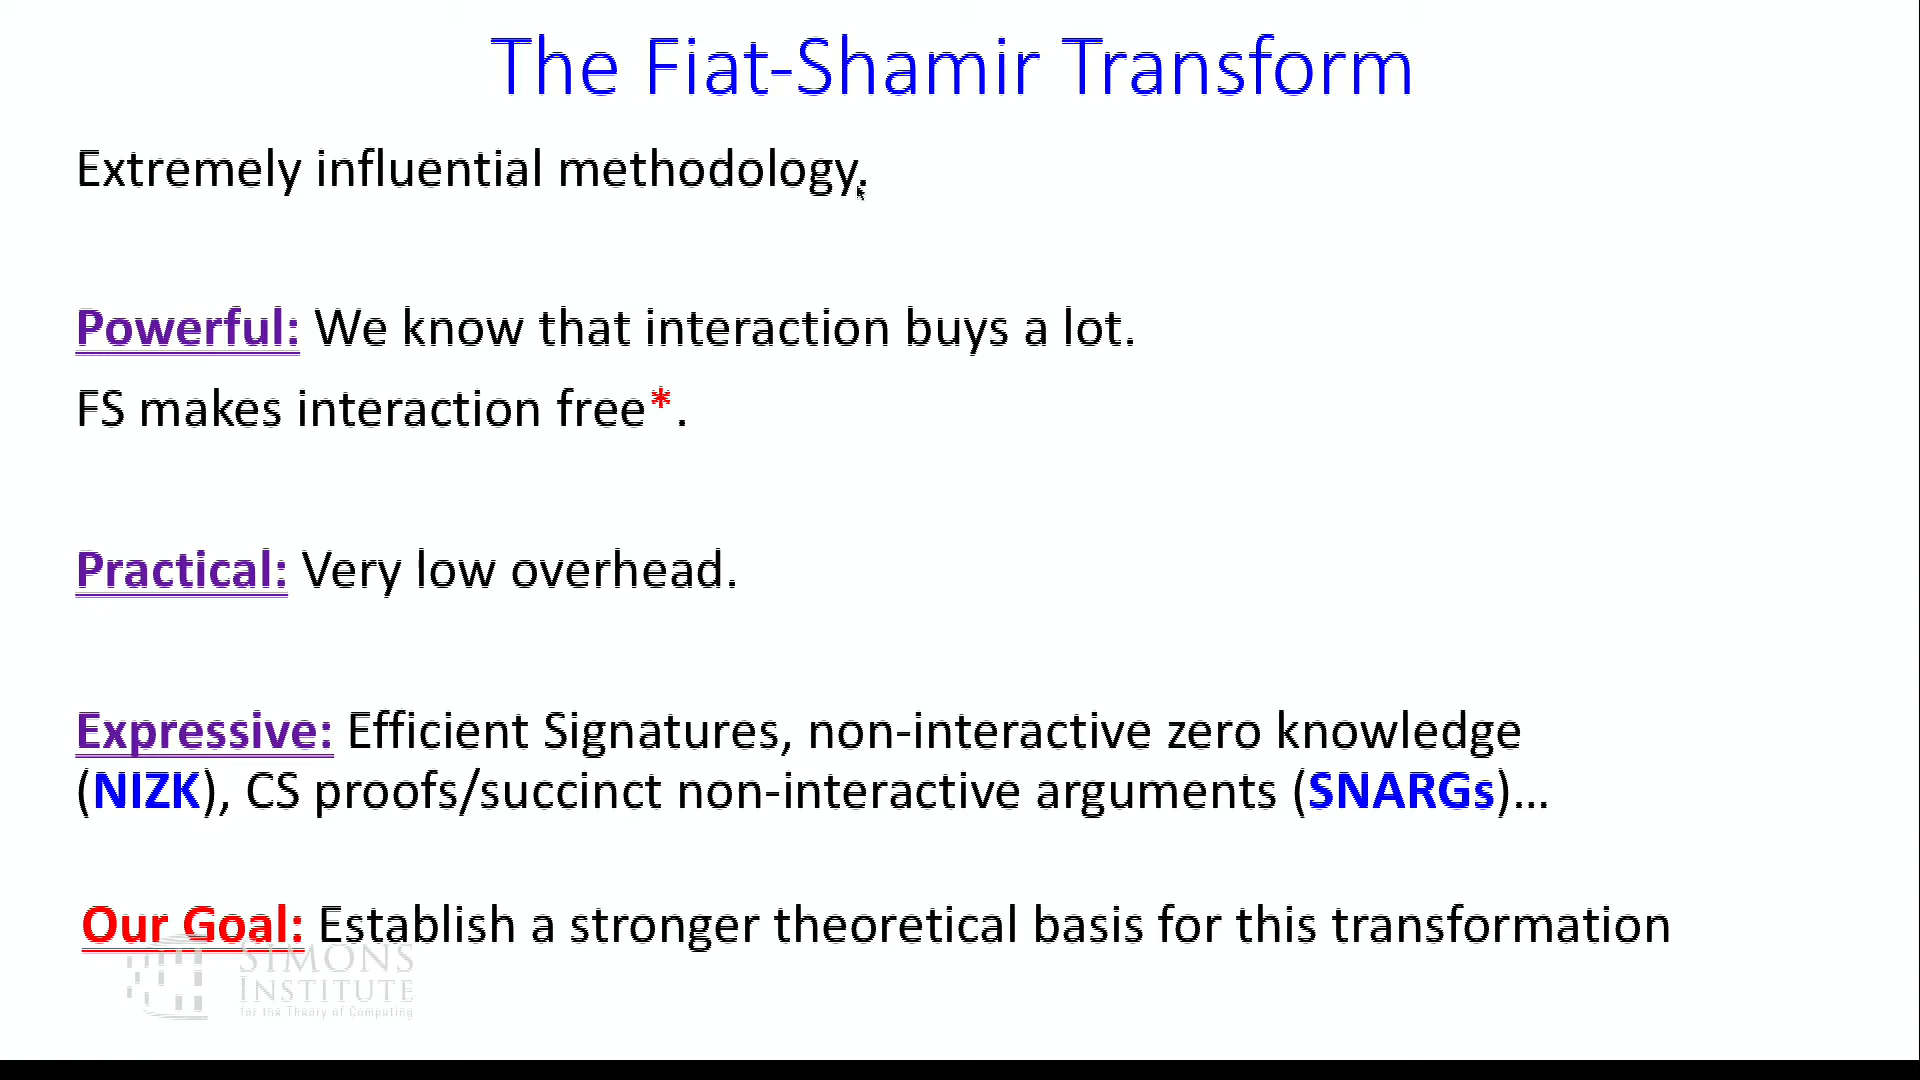 The Fiat-Shamir Transform
Extremely influential methodology.
Powerful: We know that interaction buys a lot.
FS makes interaction free*.
Practical: Very low overhead.
Expressive: Efficient Signatures, non-interactive zero knowledge
(NIZK), CS proofs/succinct non-interactive arguments (SNARGs)...
Our Goal: Establish a stronger theoretical basis for this transformation
SIMONS
INSTITUTE
for the Theory of Computing